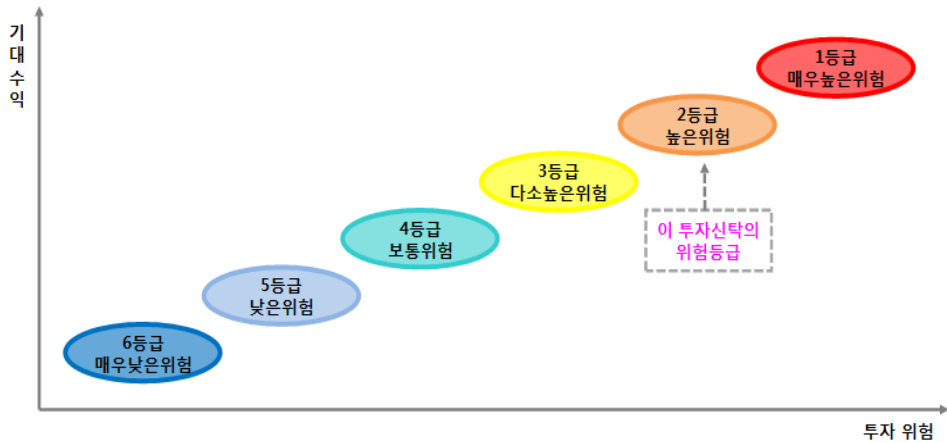 기대수익
1등급
매우높은위험
2등급
높은위험
3등급
다소높은위험
이 투자신탁의
위험등급
4등급
보통위험
5등급
낮은위험
6등급
매우낮은위험
투자 위험